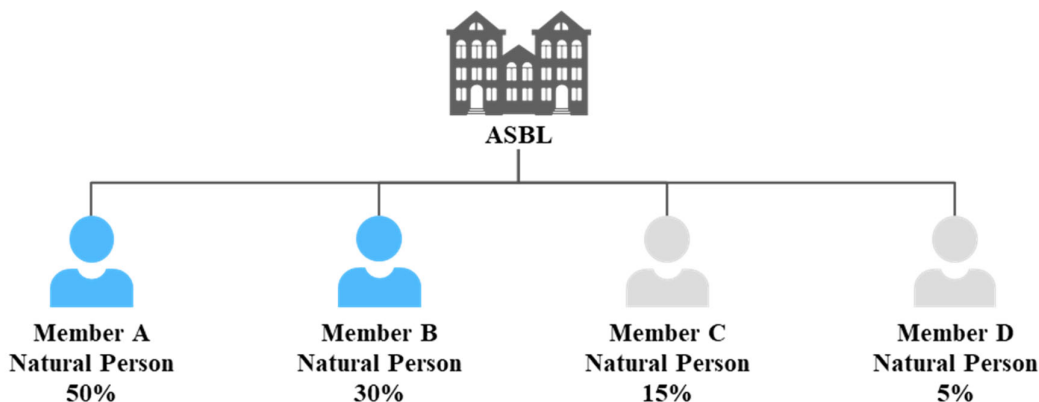 ASBL
Member A
Natural Person
50%
Member B
Natural Person
30%
Member C
Natural Person
15%
Member D
Natural Person
5%